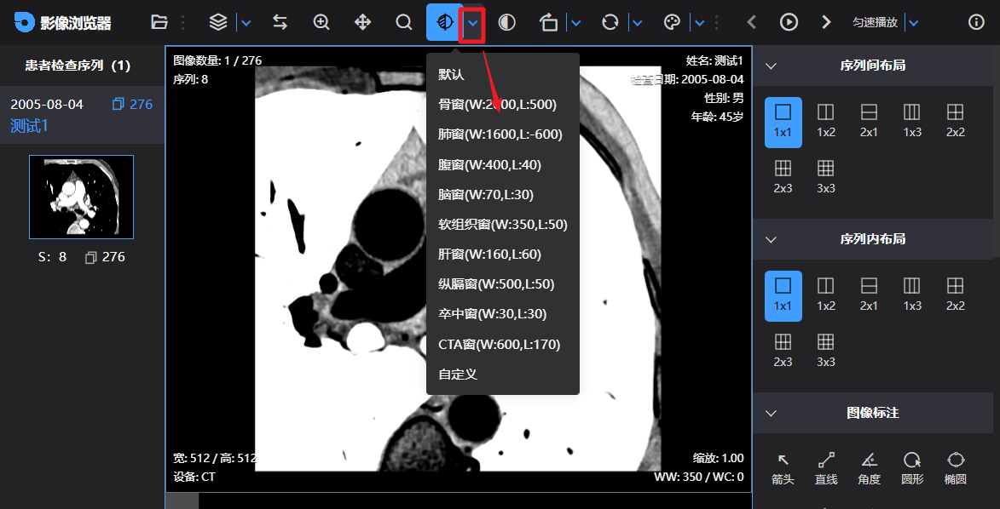 影像浏览器
匀速播放
患者检查序列 (1)
2005-08-04
276
测试1
S: 8
276
图像数量: 1 / 276
序列: 8
姓名: 测试1
检查日期: 2005-08-04
性别: 男
年龄: 45岁
默认
骨窗(W:2000,L:500)
肺窗(W:1600,L:-600)
腹窗(W:400,L:40)
脑窗(W:70,L:30)
软组织窗(W:350,L:50)
肝窗(W:160,L:60)
纵膈窗(W:500,L:50)
卒中窗(W:30,L:30)
CTA窗(W:600,L:170)
自定义
宽: 512 / 高: 512
设备: CT
缩放: 1.00
WW: 350 / WC: 0
序列间布局
1x1 1x2 2x1 1x3 2x2
2x3 3x3
序列内布局
1x1 1x2 2x1 1x3 2x2
2x3 3x3
图像标注
箭头 直线 角度 圆形 椭圆